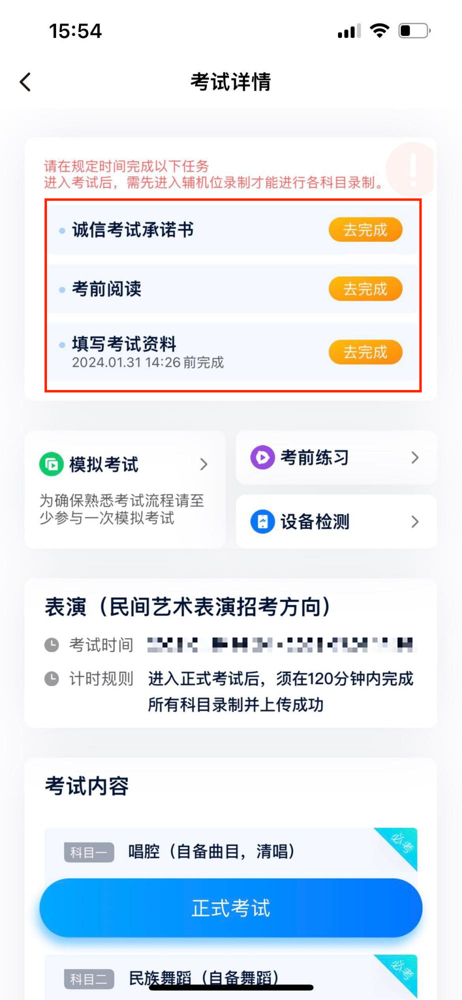 15:54
考试详情
请在规定时间完成以下任务
进入考试后，需先进入辅机位录制才能进行各科目录制。
诚信考试承诺书
去完成
考前阅读
去完成
填写考试资料
2024.01.31 14:26 前完成
去完成
模拟考试
为确保熟悉考试流程请至
少参与一次模拟考试
考前练习
设备检测
表演（民间艺术表演招考方向）
考试时间
计时规则
进入正式考试后，须在120分钟内完成
所有科目录制并上传成功
考试内容
科目一
唱腔（自备曲目，清唱）
必考
正式考试
科目二
民族舞蹈（自备舞蹈）
必考